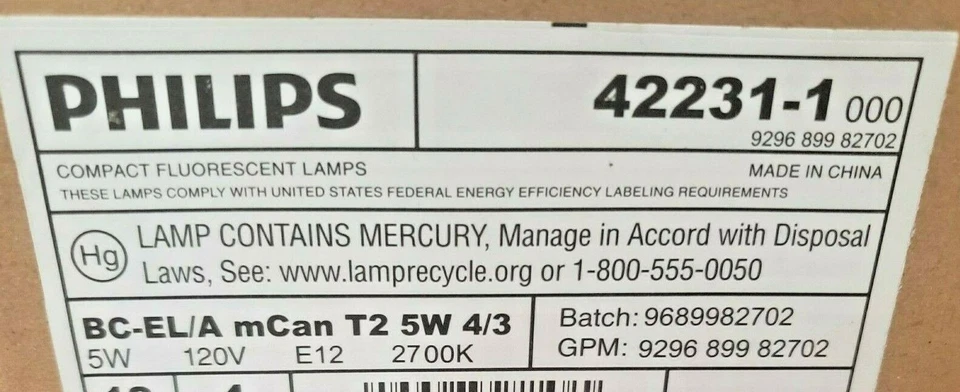 PHILIPS
42231-1 000
9296 899 82702
COMPACT FLUORESCENT LAMPS
MADE IN CHINA
THESE LAMPS COMPLY WITH UNITED STATES FEDERAL ENERGY EFFICIENCY LABELING REQUIREMENTS
Hg
LAMP CONTAINS MERCURY, Manage in Accord with Disposal
Laws, See: www.lamprecycle.org or 1-800-555-0050
BC-EL/A mCan T2 5W 4/3
5W 120V E12 2700K
Batch: 9689982702
GPM: 9296 899 82702